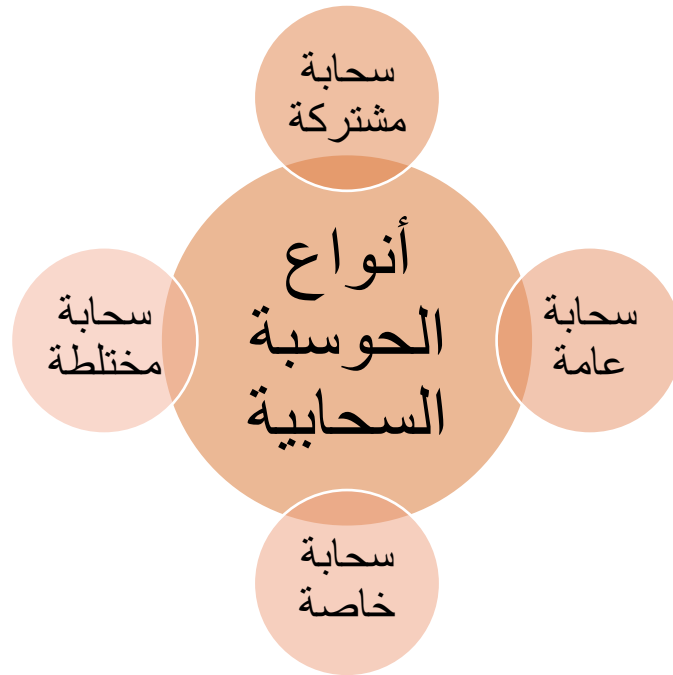 سحابة
مشتركة
أنواع
الحوسبة
السحابية
سحابة
عامة
سحابة
مختلطة
سحابة
خاصة